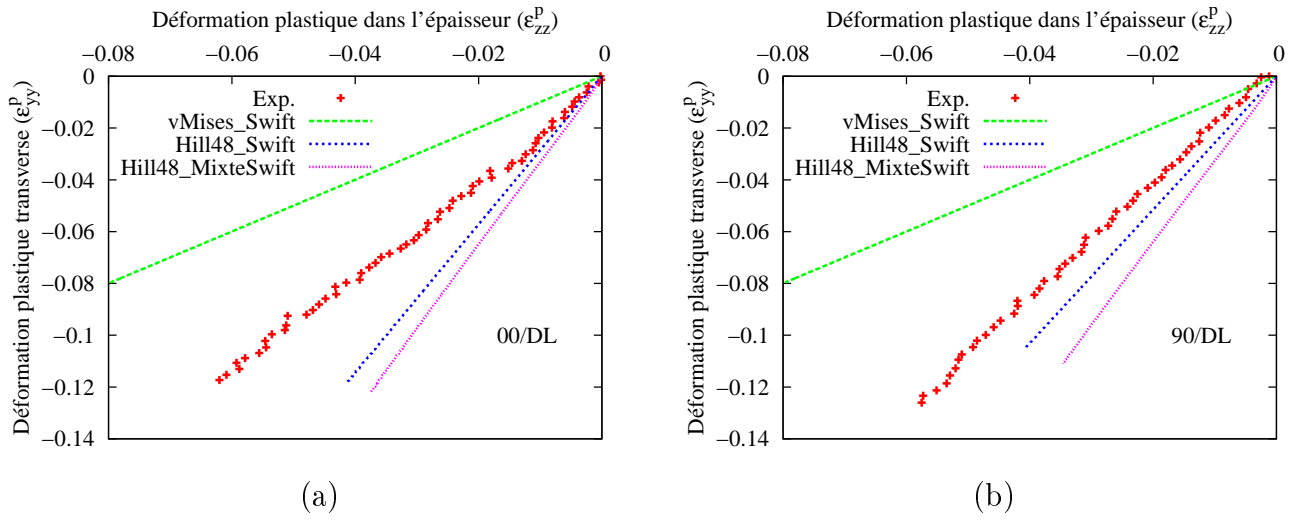 Déformation plastique dans l'épaisseur (ε^p_zz)
−0.08 −0.06 −0.04 −0.02 0
Déformation plastique transverse (ε^p_yy)
0
−0.02
−0.04
−0.06
−0.08
−0.1
−0.12
−0.14
Exp.
vMises_Swift
Hill48_Swift
Hill48_MixteSwift
00/DL
(a)
Déformation plastique dans l'épaisseur (ε^p_zz)
−0.08 −0.06 −0.04 −0.02 0
Déformation plastique transverse (ε^p_yy)
0
−0.02
−0.04
−0.06
−0.08
−0.1
−0.12
−0.14
Exp.
vMises_Swift
Hill48_Swift
Hill48_MixteSwift
90/DL
(b)